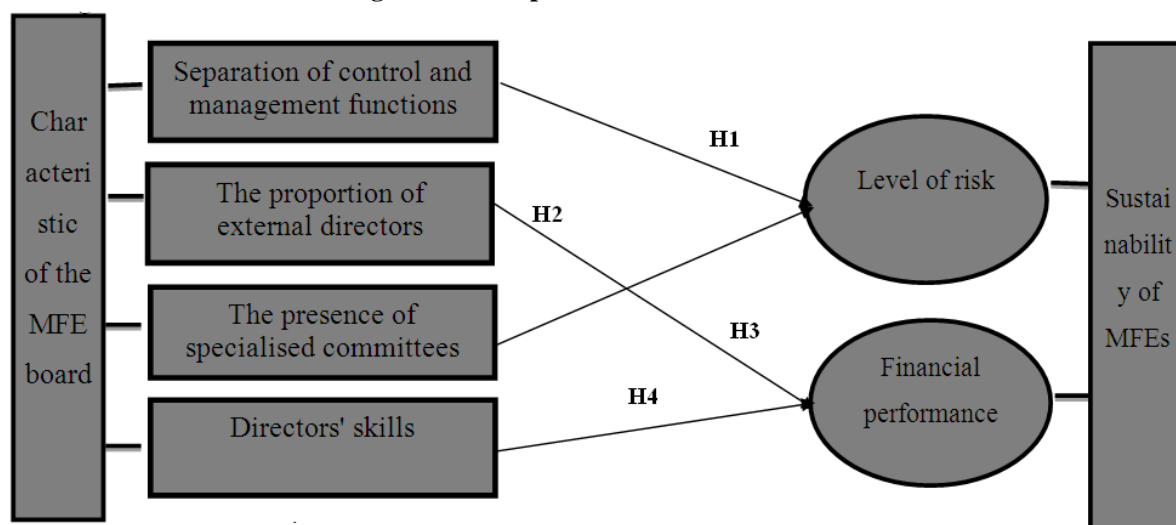 Separation of control and
management functions
The proportion of
external directors
The presence of
specialised committees
Directors' skills
Char
acteri
stic
of the
MFE
board
H1
H2
H3
H4
Level of risk
Financial
performance
Sustai
nabilit
y of
MFEs